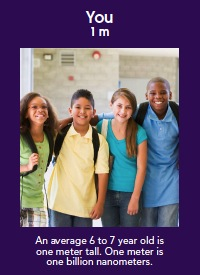 You
1 m
An average 6 to 7 year old is
one meter tall. One meter is
one billion nanometers.